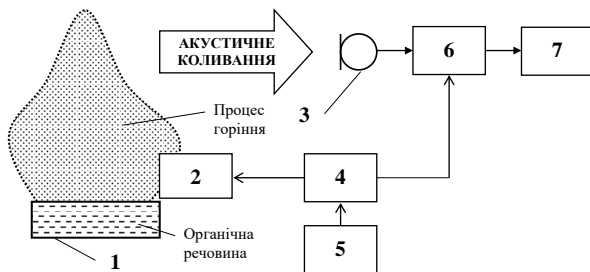 АКУСТИЧНЕ
КОЛИВАННЯ
6
7
3
Процес
горіння
2
4
Органічна
речовина
1
5